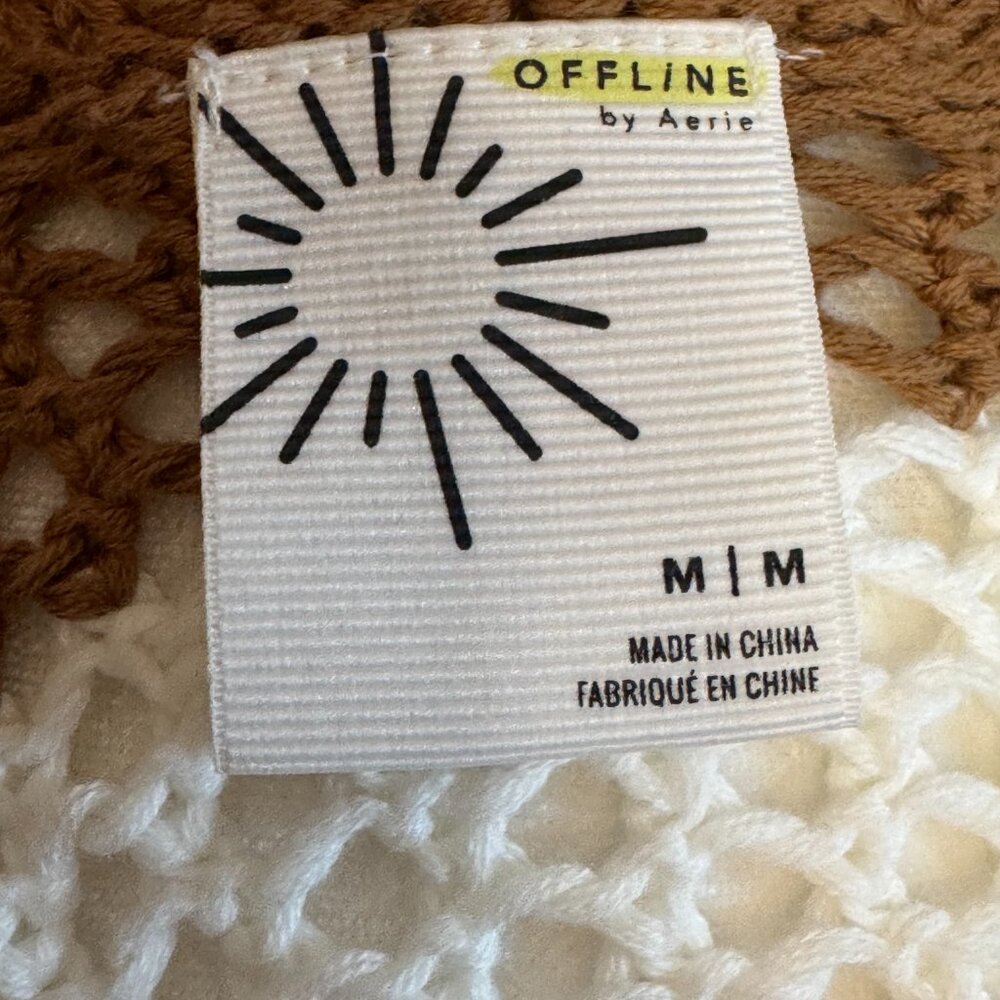 OFFLiNE
by Aerie
M | M
MADE IN CHINA
FABRIQUÉ EN CHINE